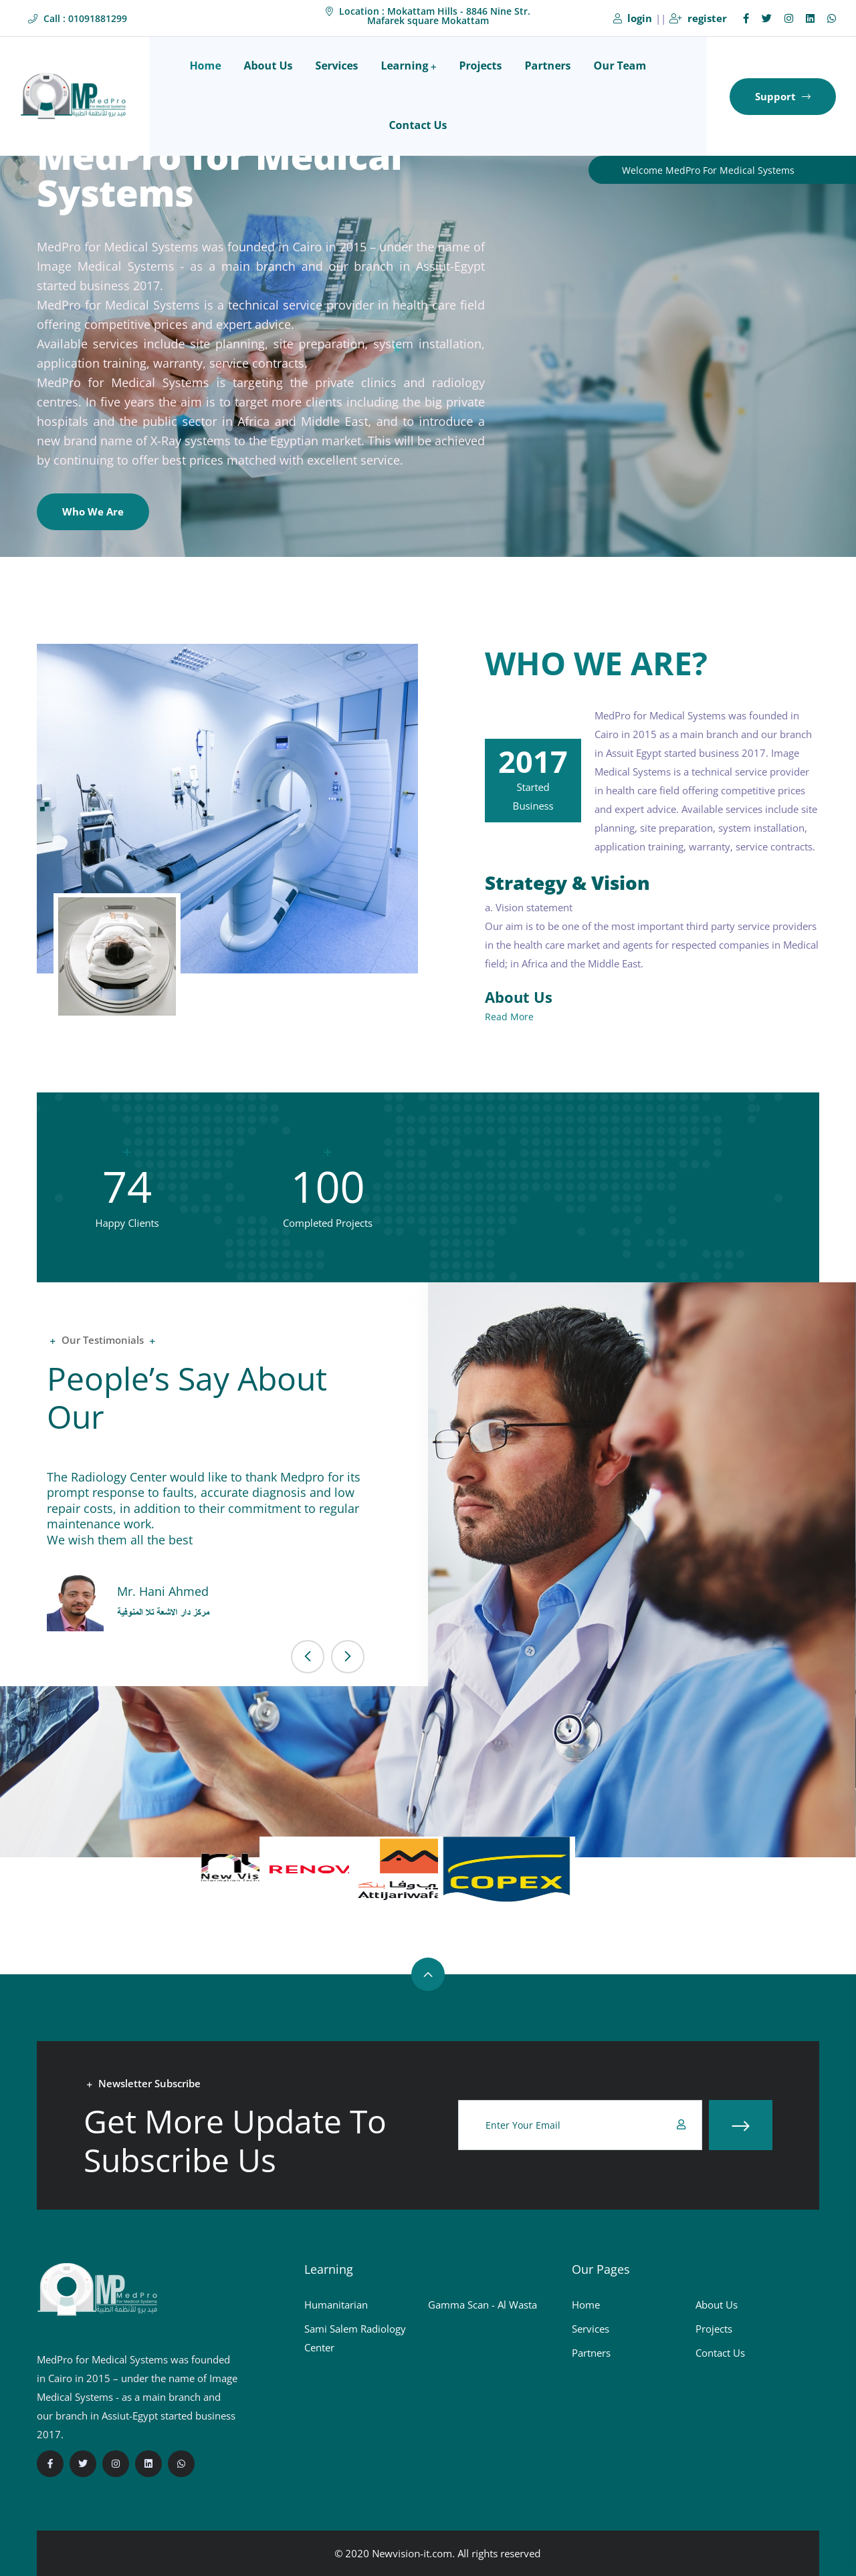 Call : 01091881299
Location : Mokattam Hills - 8846 Nine Str.
Mafarek square Mokattam
login || register
MP MedPro
For Medical Systems
ميد برو للأنظمة الطبية
Home About Us Services Learning + Projects Partners Our Team
Contact Us
Support
MedPro for Medical
Systems
Welcome MedPro For Medical Systems
MedPro for Medical Systems was founded in Cairo in 2015 – under the name of
Image Medical Systems - as a main branch and our branch in Assiut-Egypt
started business 2017.
MedPro for Medical Systems is a technical service provider in health care field
offering competitive prices and expert advice.
Available services include site planning, site preparation, system installation,
application training, warranty, service contracts.
MedPro for Medical Systems is targeting the private clinics and radiology
centres. In five years the aim is to target more clients including the big private
hospitals and the public sector in Africa and Middle East, and to introduce a
new brand name of X-Ray systems to the Egyptian market. This will be achieved
by continuing to offer best prices matched with excellent service.
Who We Are
WHO WE ARE?
2017
Started
Business
MedPro for Medical Systems was founded in
Cairo in 2015 as a main branch and our branch
in Assuit Egypt started business 2017. Image
Medical Systems is a technical service provider
in health care field offering competitive prices
and expert advice. Available services include site
planning, site preparation, system installation,
application training, warranty, service contracts.
Strategy & Vision
a. Vision statement
Our aim is to be one of the most important third party service providers
in the health care market and agents for respected companies in Medical
field; in Africa and the Middle East.
About Us
Read More
+ +
74 100
Happy Clients Completed Projects
+ Our Testimonials +
People’s Say About
Our
The Radiology Center would like to thank Medpro for its
prompt response to faults, accurate diagnosis and low
repair costs, in addition to their commitment to regular
maintenance work.
We wish them all the best
Mr. Hani Ahmed
مركز دار الاشعة تلا المنوفية
New Vis
RENOV
Attijariwafa
COPEX
+ Newsletter Subscribe
Get More Update To
Subscribe Us
Enter Your Email
MP MedPro
For Medical Systems
ميد برو للأنظمة الطبية
MedPro for Medical Systems was founded
in Cairo in 2015 – under the name of Image
Medical Systems - as a main branch and
our branch in Assiut-Egypt started business
2017.
Learning
Humanitarian Gamma Scan - Al Wasta
Sami Salem Radiology
Center
Our Pages
Home About Us
Services Projects
Partners Contact Us
© 2020 Newvision-it.com. All rights reserved